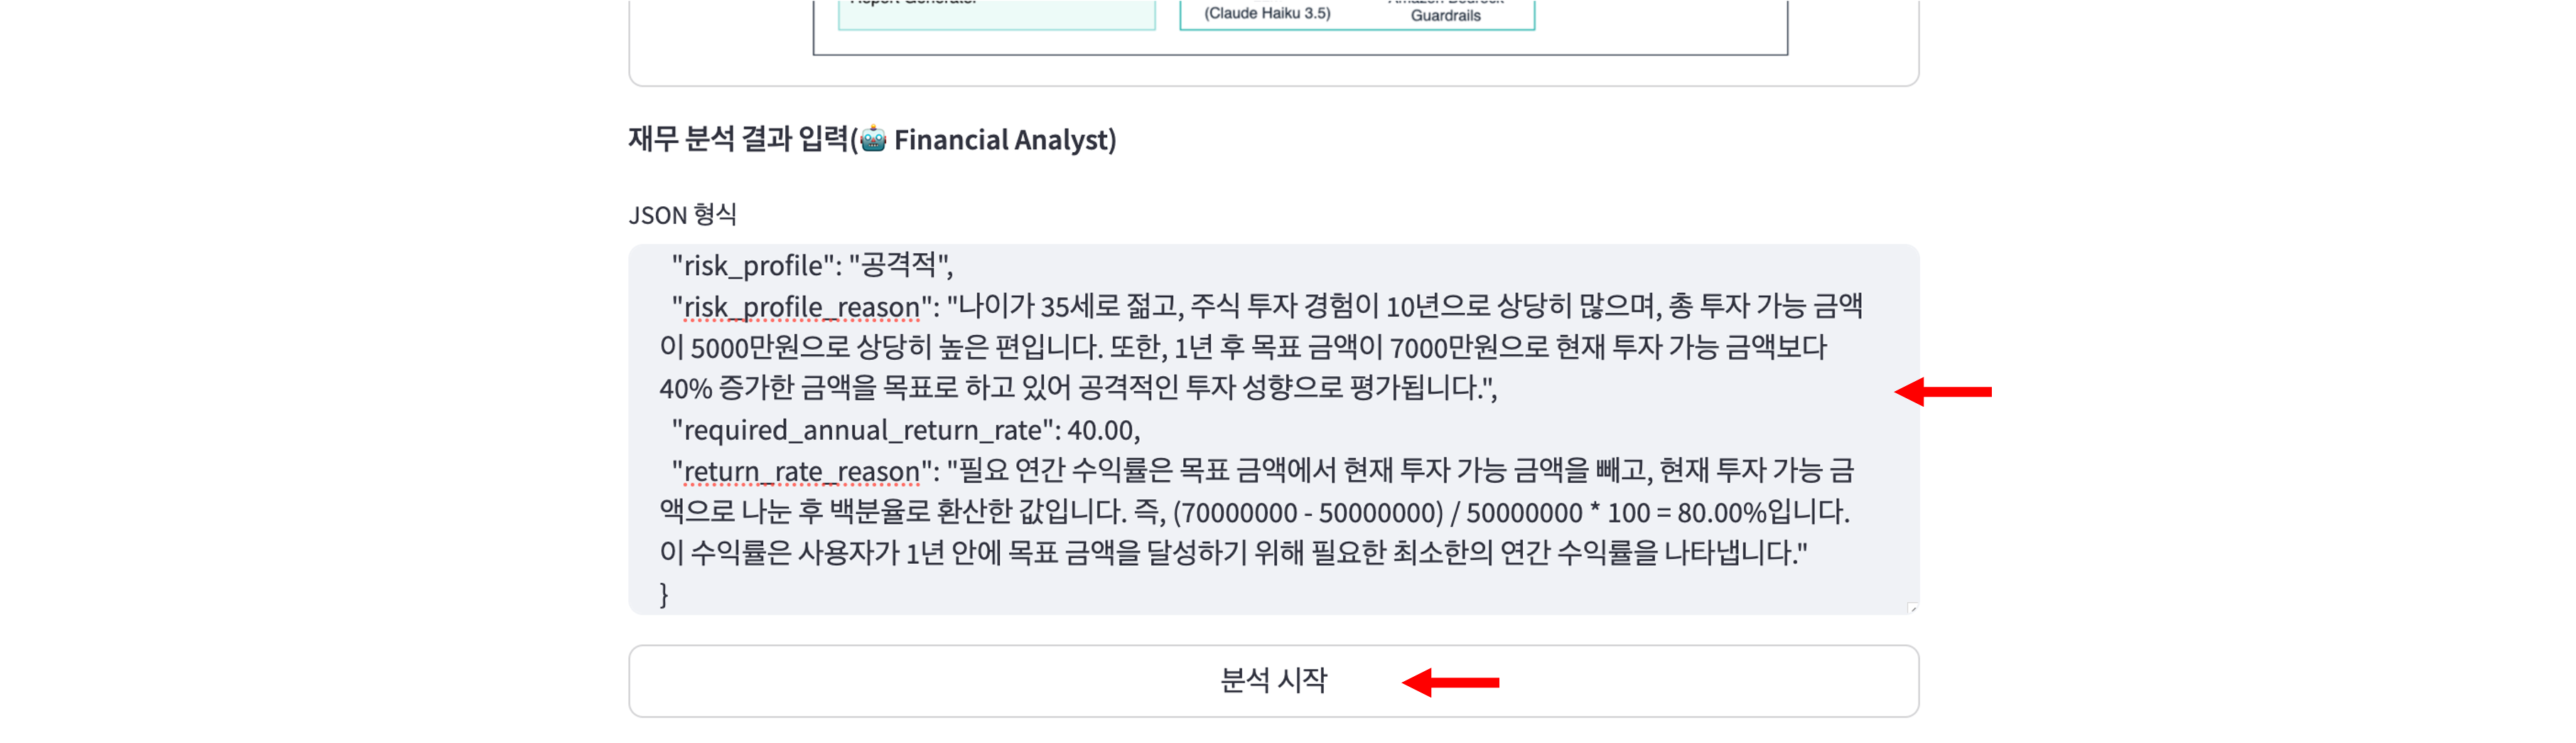 (Claude Haiku 3.5)
Guardrails
재무 분석 결과 입력(🤖 Financial Analyst)
JSON 형식
"risk_profile": "공격적",
"risk_profile_reason": "나이가 35세로 젊고, 주식 투자 경험이 10년으로 상당히 많으며, 총 투자 가능 금액
이 5000만원으로 상당히 높은 편입니다. 또한, 1년 후 목표 금액이 7000만원으로 현재 투자 가능 금액보다
40% 증가한 금액을 목표로 하고 있어 공격적인 투자 성향으로 평가됩니다.",
"required_annual_return_rate": 40.00,
"return_rate_reason": "필요 연간 수익률은 목표 금액에서 현재 투자 가능 금액을 빼고, 현재 투자 가능 금
액으로 나눈 후 백분율로 환산한 값입니다. 즉, (70000000 - 50000000) / 50000000 * 100 = 80.00%입니다.
이 수익률은 사용자가 1년 안에 목표 금액을 달성하기 위해 필요한 최소한의 연간 수익률을 나타냅니다."
}
분석 시작